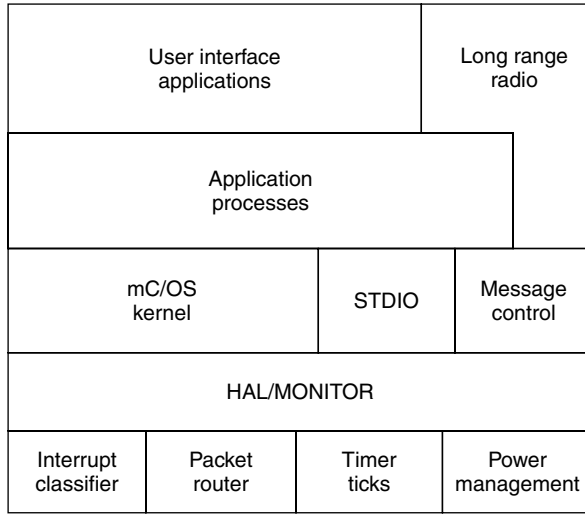 User interface
applications
Long range
radio
Application
processes
mC/OS
kernel
STDIO
Message
control
HAL/MONITOR
Interrupt
classifier
Packet
router
Timer
ticks
Power
management